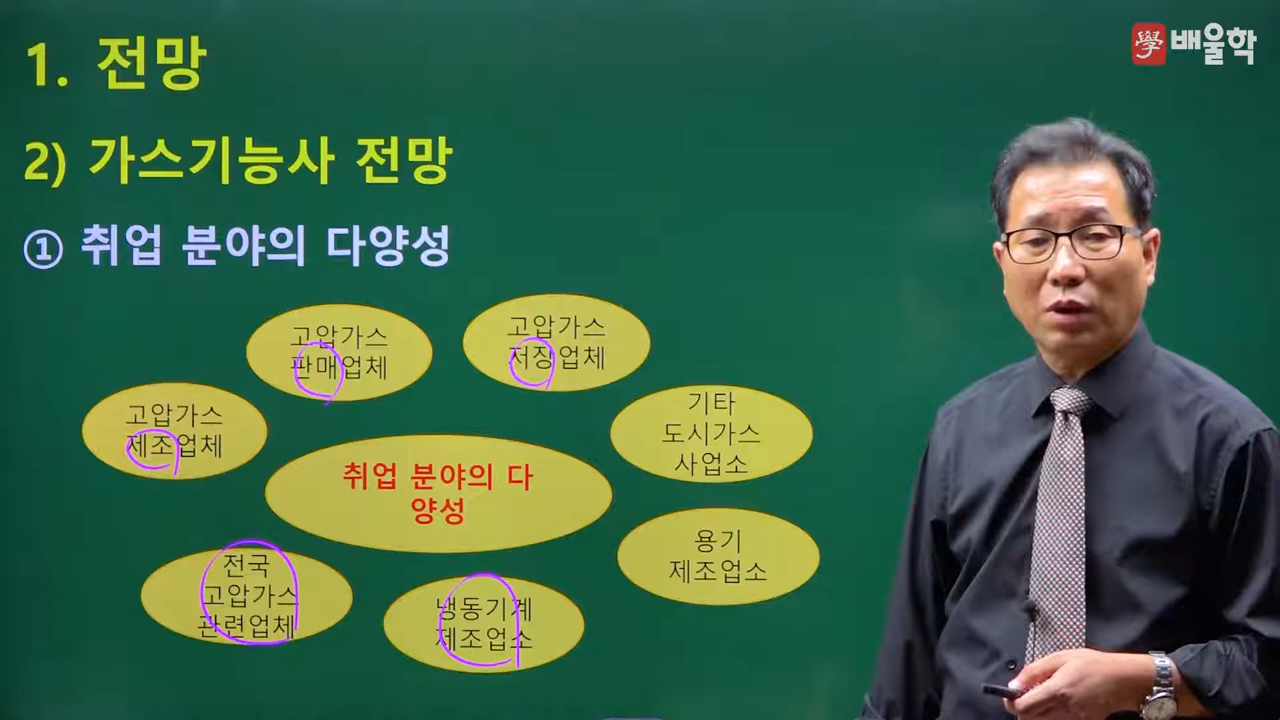 學 배울학
1. 전망
2) 가스기능사 전망
① 취업 분야의 다양성
고압가스
판매업체
고압가스
저장업체
고압가스
제조업체
기타
도시가스
사업소
취업 분야의 다
양성
용기
제조업소
전국
고압가스
관련업체
냉동기계
제조업소